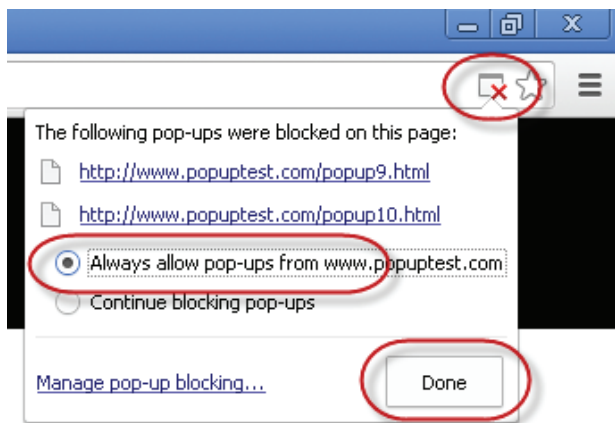 The following pop-ups were blocked on this page:
http://www.popuptest.com/popup9.html
http://www.popuptest.com/popup10.html
Always allow pop-ups from www.popuptest.com
Continue blocking pop-ups
Manage pop-up blocking...
Done